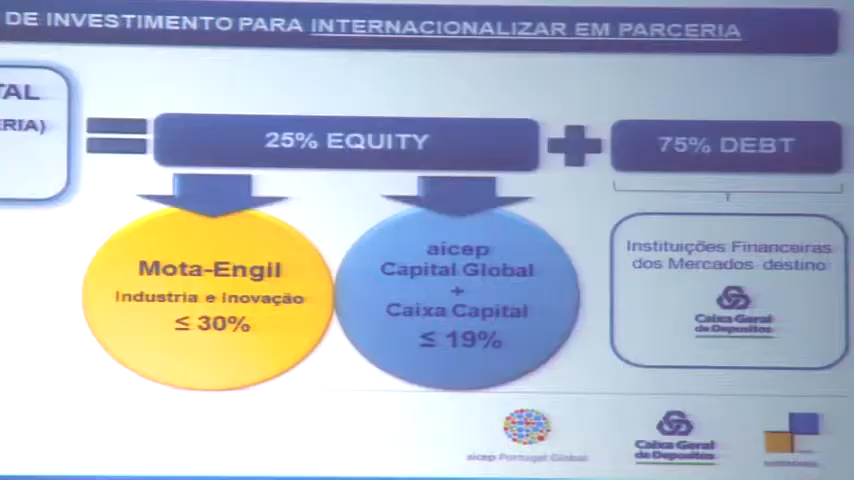 DE INVESTIMENTO PARA INTERNACIONALIZAR EM PARCERIA
TAL
ERIA)
25% EQUITY
75% DEBT
Mota-Engil
Industria e Inovação
≤ 30%
aicep
Capital Global
+
Caixa Capital
≤ 19%
Instituições Financeiras
dos Mercados destino
Caixa Geral
de Depositos
aicep Portugal Global
Caixa Geral
de Depositos